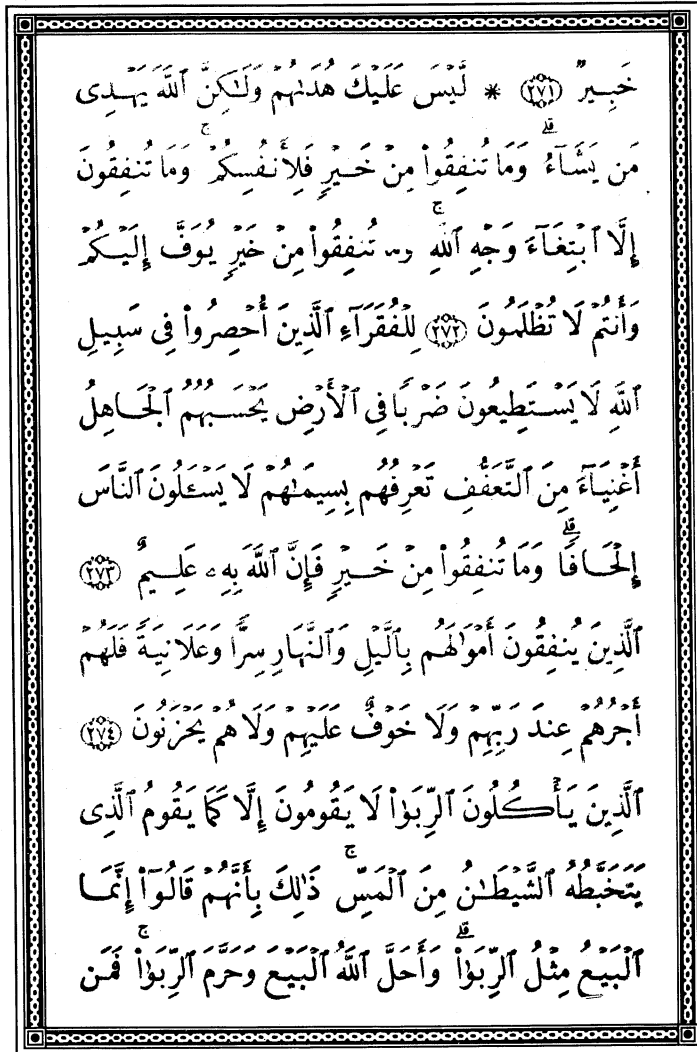 خَبِيرٌ ﴿٢٧١﴾ * لَّيْسَ عَلَيْكَ هُدَىٰهُمْ وَلَٰكِنَّ ٱللَّهَ يَهْدِى
مَن يَشَآءُ ۗ وَمَا تُنفِقُوا۟ مِنْ خَيْرٍ فَلِأَنفُسِكُمْ ۚ وَمَا تُنفِقُونَ
إِلَّا ٱبْتِغَآءَ وَجْهِ ٱللَّهِ ۚ وَمَا تُنفِقُوا۟ مِنْ خَيْرٍ يُوَفَّ إِلَيْكُمْ
وَأَنتُمْ لَا تُظْلَمُونَ ﴿٢٧٢﴾ لِلْفُقَرَآءِ ٱلَّذِينَ أُحْصِرُوا۟ فِى سَبِيلِ
ٱللَّهِ لَا يَسْتَطِيعُونَ ضَرْبًا فِى ٱلْأَرْضِ يَحْسَبُهُمُ ٱلْجَاهِلُ
أَغْنِيَآءَ مِنَ ٱلتَّعَفُّفِ تَعْرِفُهُم بِسِيمَٰهُمْ لَا يَسْـَٔلُونَ ٱلنَّاسَ
إِلْحَافًا ۗ وَمَا تُنفِقُوا۟ مِنْ خَيْرٍ فَإِنَّ ٱللَّهَ بِهِۦ عَلِيمٌ ﴿٢٧٣﴾
ٱلَّذِينَ يُنفِقُونَ أَمْوَٰلَهُم بِٱلَّيْلِ وَٱلنَّهَارِ سِرًّا وَعَلَانِيَةً فَلَهُمْ
أَجْرُهُمْ عِندَ رَبِّهِمْ وَلَا خَوْفٌ عَلَيْهِمْ وَلَا هُمْ يَحْزَنُونَ ﴿٢٧٤﴾
ٱلَّذِينَ يَأْكُلُونَ ٱلرِّبَوٰا۟ لَا يَقُومُونَ إِلَّا كَمَا يَقُومُ ٱلَّذِى
يَتَخَبَّطُهُ ٱلشَّيْطَٰنُ مِنَ ٱلْمَسِّ ۚ ذَٰلِكَ بِأَنَّهُمْ قَالُوٓا۟ إِنَّمَا
ٱلْبَيْعُ مِثْلُ ٱلرِّبَوٰا۟ ۗ وَأَحَلَّ ٱللَّهُ ٱلْبَيْعَ وَحَرَّمَ ٱلرِّبَوٰا۟ ۚ فَمَن